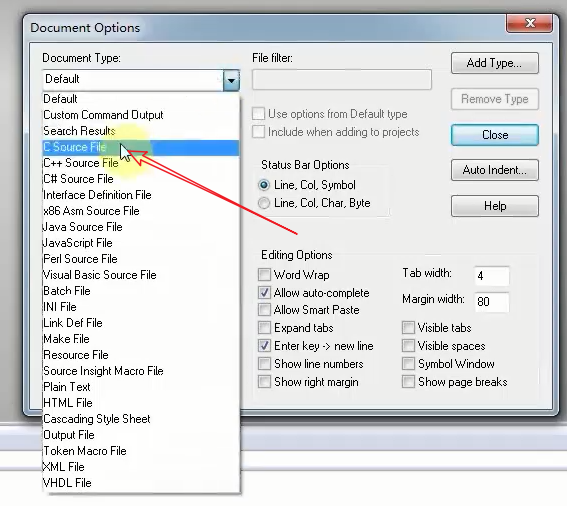 Document Options
Document Type:
Default
Default
Custom Command Output
Search Results
C Source File
C++ Source File
C# Source File
Interface Definition File
x86 Asm Source File
Java Source File
JavaScript File
Perl Source File
Visual Basic Source File
Batch File
INI File
Link Def File
Make File
Resource File
Source Insight Macro File
Plain Text
HTML File
Cascading Style Sheet
Output File
Token Macro File
XML File
VHDL File
File filter:
Use options from Default type
Include when adding to projects
Status Bar Options
Line, Col, Symbol
Line, Col, Char, Byte
Add Type...
Remove Type
Close
Auto Indent...
Help
Editing Options
Word Wrap
Allow auto-complete
Allow Smart Paste
Expand tabs
Enter key -> new line
Show line numbers
Show right margin
Tab width: 4
Margin width: 80
Visible tabs
Visible spaces
Symbol Window
Show page breaks